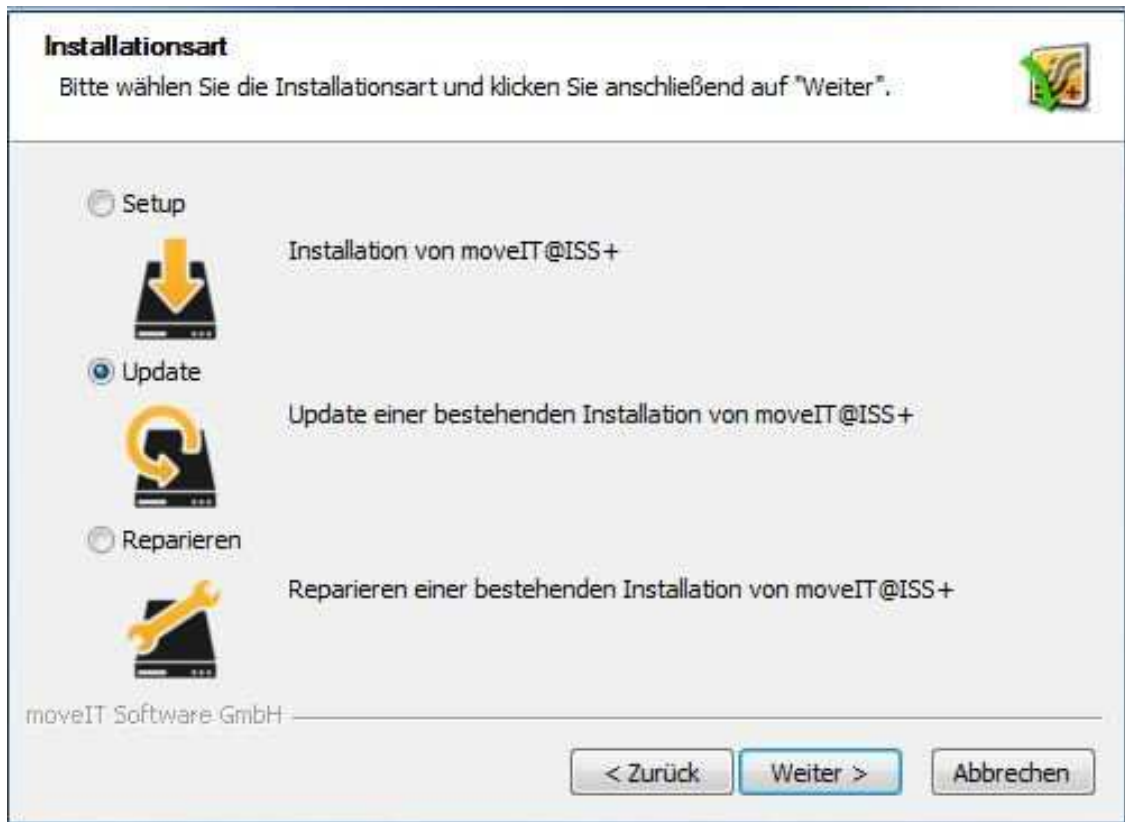 Installationsart
Bitte wählen Sie die Installationsart und klicken Sie anschließend auf "Weiter".
Setup
Installation von moveIT@ISS+
Update
Update einer bestehenden Installation von moveIT@ISS+
Reparieren
Reparieren einer bestehenden Installation von moveIT@ISS+
moveIT Software GmbH
< Zurück Weiter > Abbrechen